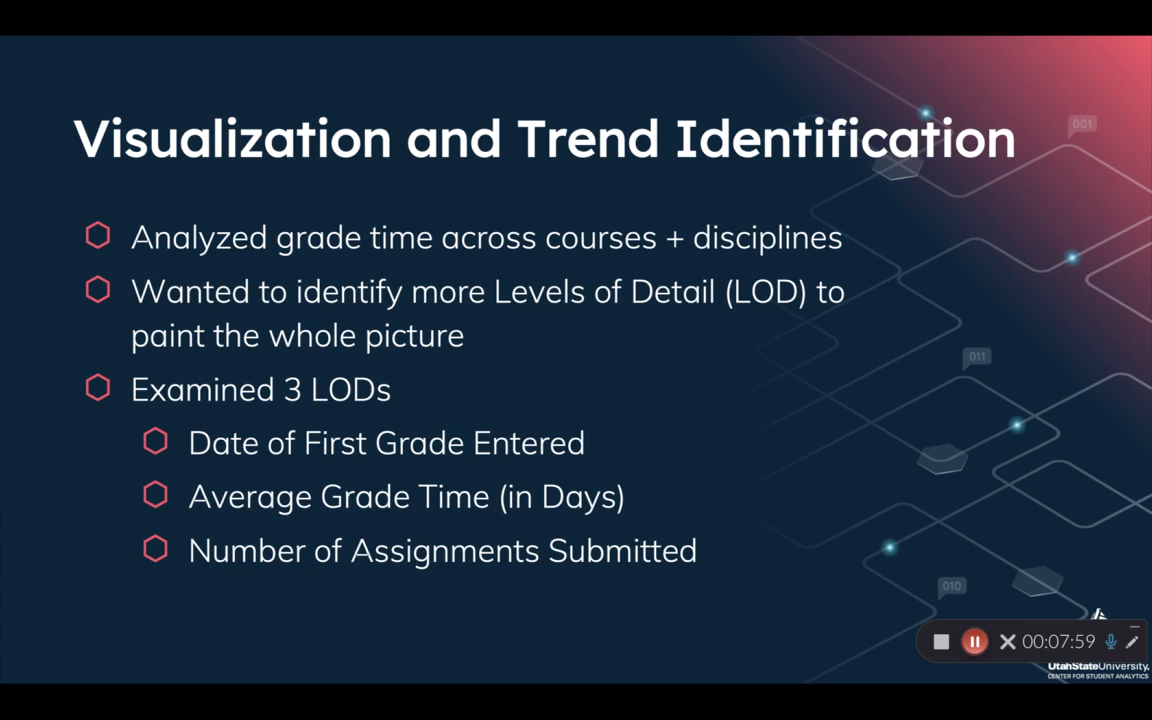 Visualization and Trend Identification
001
Analyzed grade time across courses + disciplines
Wanted to identify more Levels of Detail (LOD) to
paint the whole picture
011
Examined 3 LODs
Date of First Grade Entered
Average Grade Time (in Days)
Number of Assignments Submitted
010
00:07:59
UtahStateUniversity.
CENTER FOR STUDENT ANALYTICS